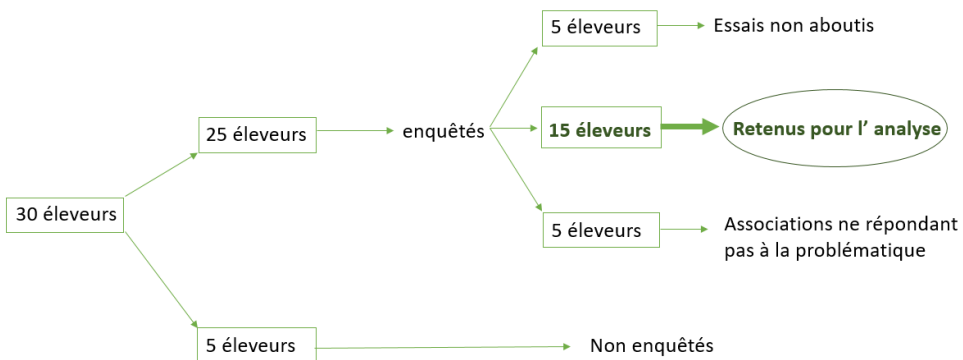 5 éleveurs
Essais non aboutis
25 éleveurs
enquêtés
15 éleveurs
Retenus pour l’ analyse
30 éleveurs
5 éleveurs
Associations ne répondant
pas à la problématique
5 éleveurs
Non enquêtés